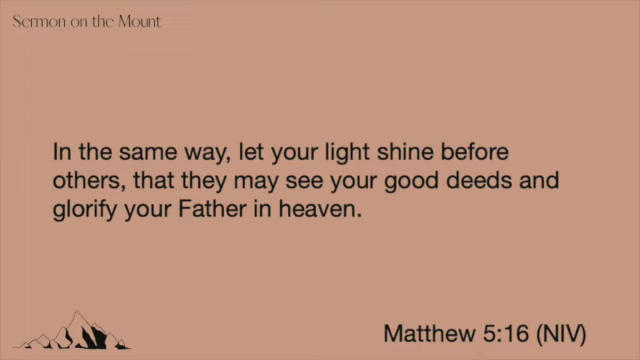 Sermon on the Mount
In the same way, let your light shine before
others, that they may see your good deeds and
glorify your Father in heaven.
Matthew 5:16 (NIV)